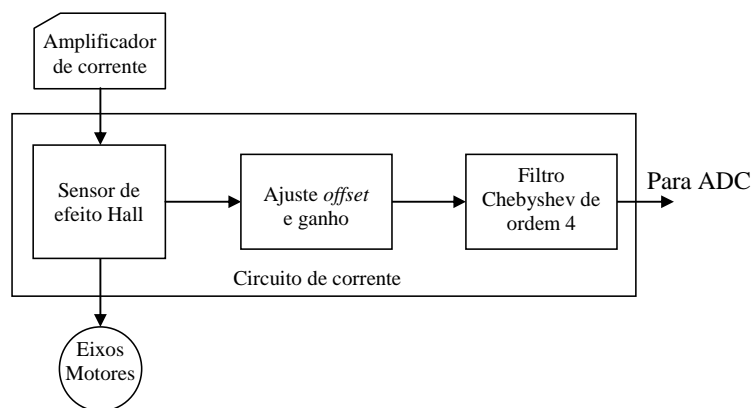 Amplificador
de corrente
Sensor de
efeito Hall
Ajuste offset
e ganho
Filtro
Chebyshev de
ordem 4
Para ADC
Circuito de corrente
Eixos
Motores